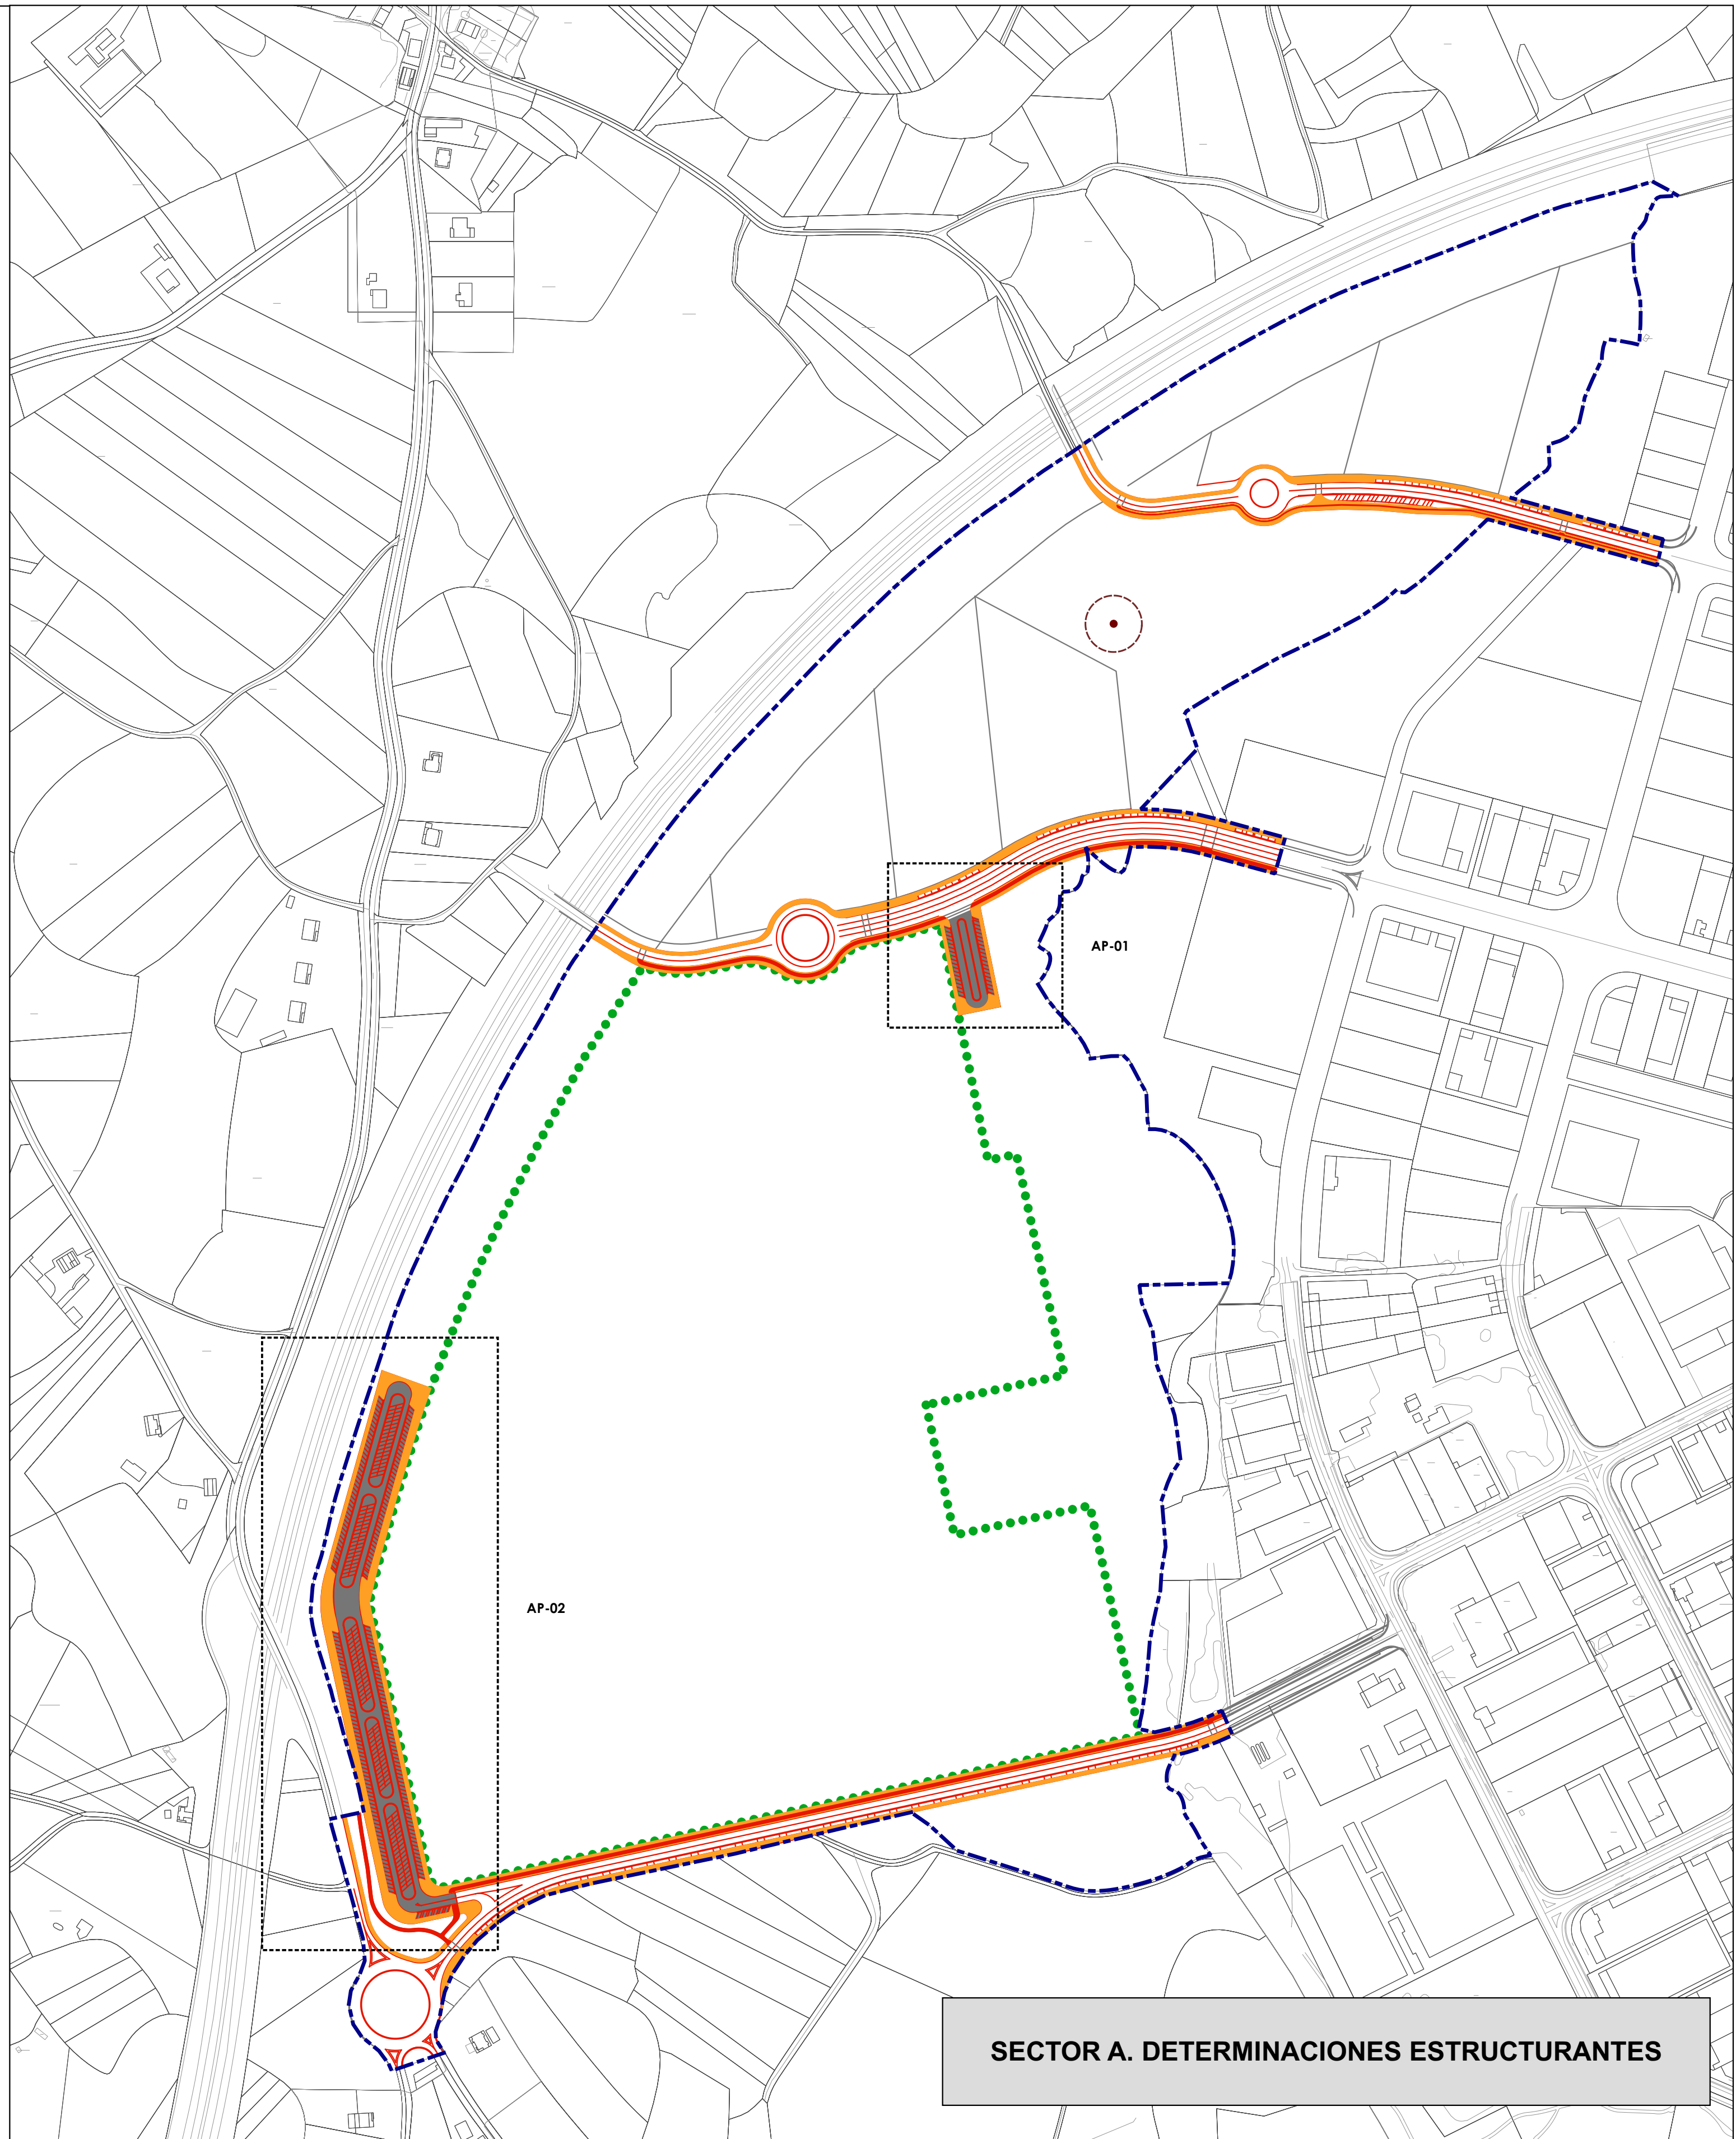 AP-01
AP-02
SECTOR A. DETERMINACIONES ESTRUCTURANTES